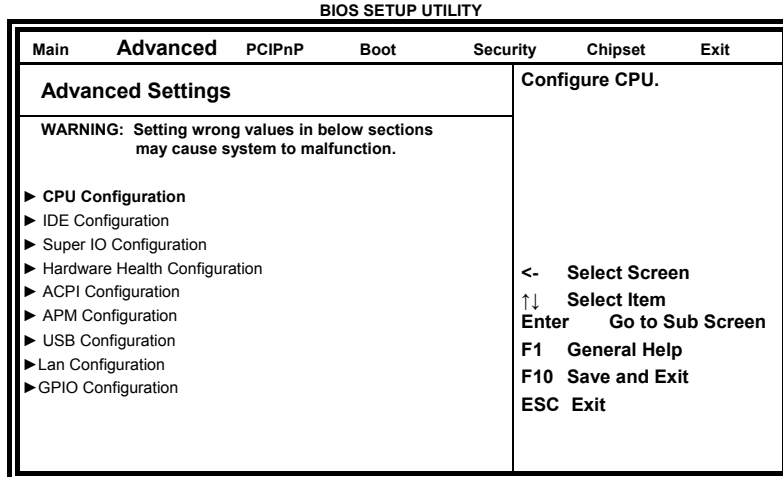 BIOS SETUP UTILITY
Main Advanced PCIPnP Boot Security Chipset Exit
Advanced Settings
WARNING: Setting wrong values in below sections
may cause system to malfunction.
► CPU Configuration
► IDE Configuration
► Super IO Configuration
► Hardware Health Configuration
► ACPI Configuration
► APM Configuration
► USB Configuration
►Lan Configuration
►GPIO Configuration
Configure CPU.
<- Select Screen
↑↓ Select Item
Enter Go to Sub Screen
F1 General Help
F10 Save and Exit
ESC Exit